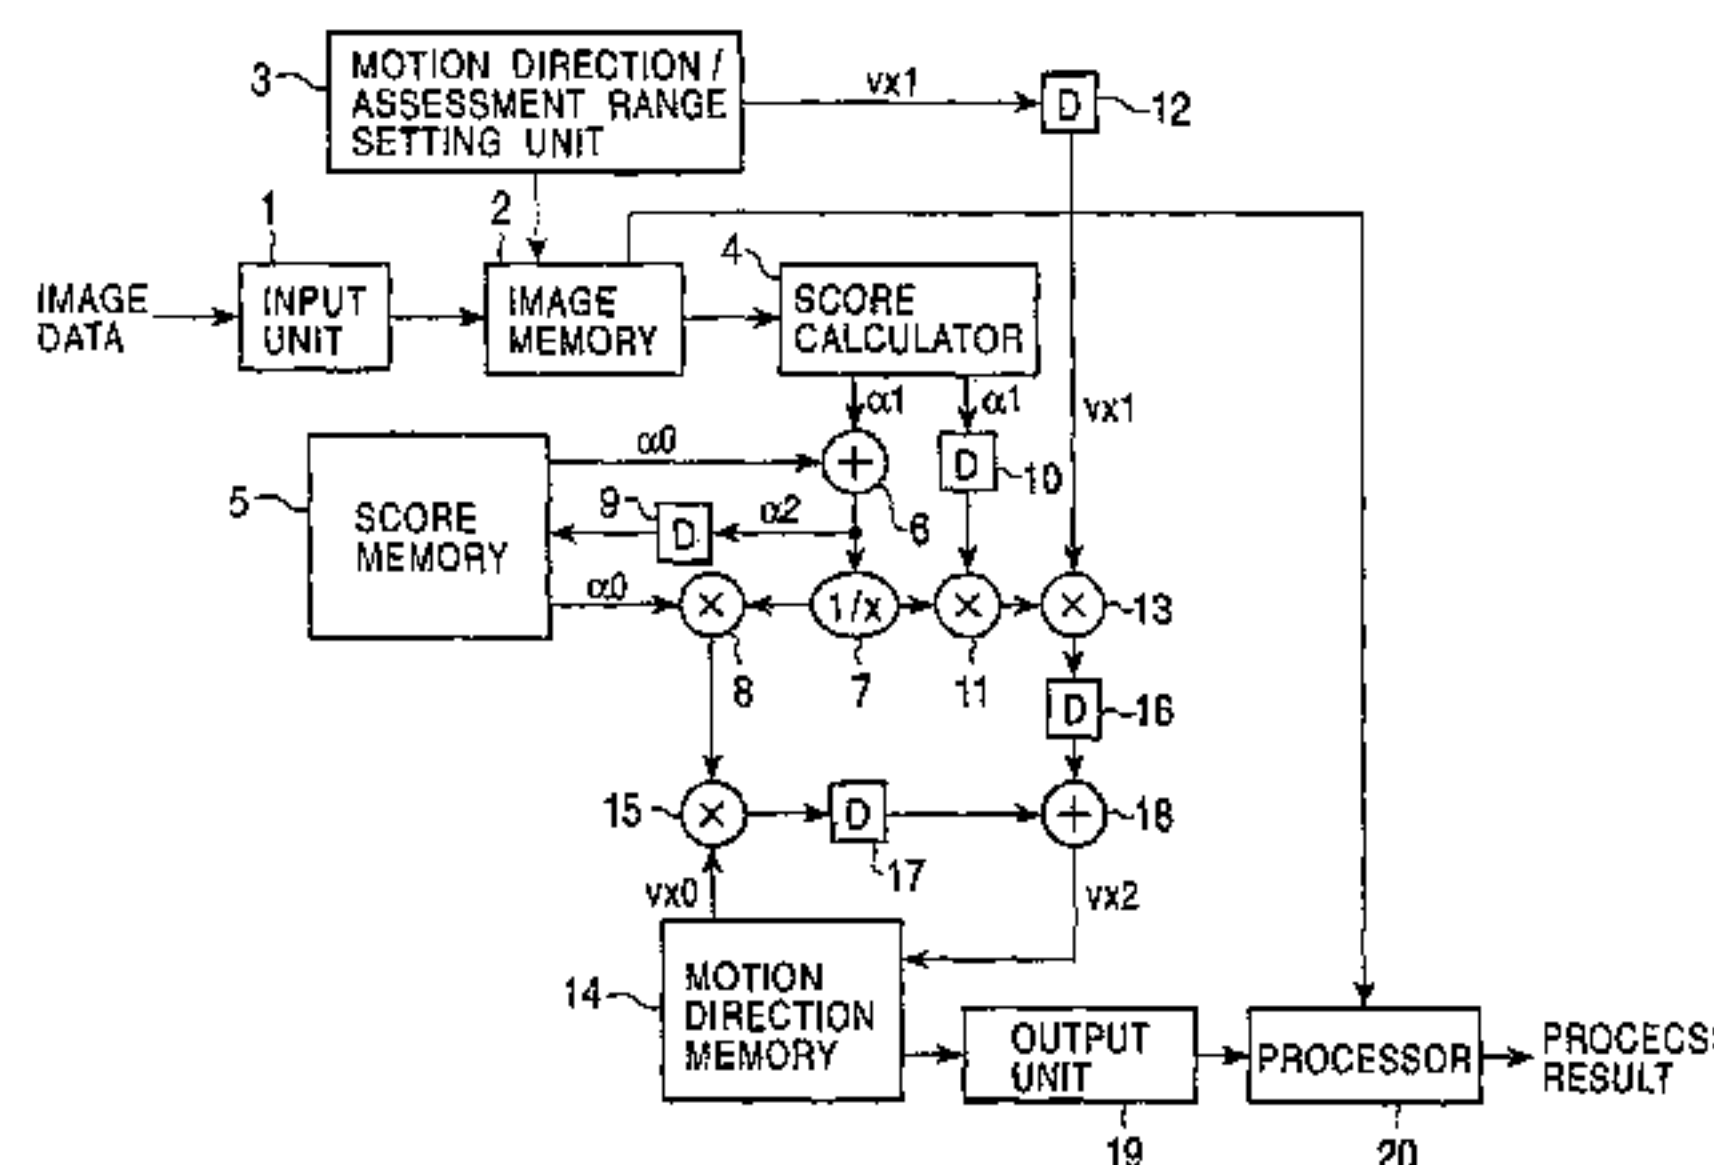 3
MOTION DIRECTION/
ASSESSMENT RANGE
SETTING UNIT
vx1
D
12
1
2
4
IMAGE
DATA
INPUT
UNIT
IMAGE
MEMORY
SCORE
CALCULATOR
α1
α1
vx1
α0
+
D
10
5
SCORE
MEMORY
9
D
α2
6
α0
×
1/x
×
×
13
8
7
11
D
16
15
×
D
+
18
17
vx0
vx2
14
MOTION
DIRECTION
MEMORY
OUTPUT
UNIT
PROCESSOR
PROCECS
RESULT
19
20